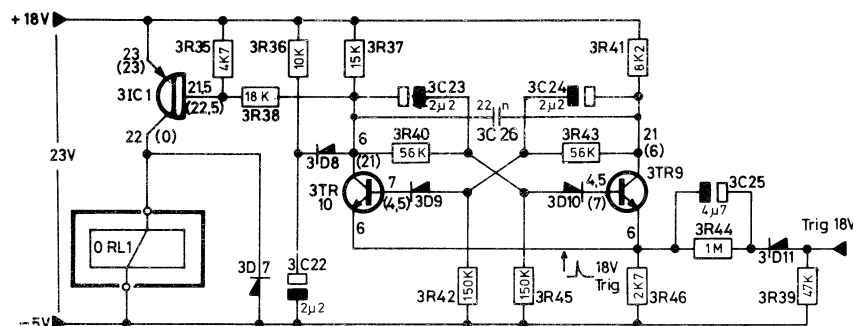 + 18V
3R35
4K7
3R36
10K
3R37
15K
3R41
8K2
23
(23)
3IC1
21,5
(22,5)
18 K
3R38
3C23
2µ2
22 n
3C 26
3C24
2µ2
22 (0)
23V
6
(21)
3R40
56K
3R43
56K
21
(6)
3D8
3TR
10
7
(4,5)
3D9
3D10
4,5
(7)
3TR9
3C25
4µ7
6
6
3R44
1M
Trig 18V
3D11
0 RL1
3D7
3C22
2µ2
3R42
150K
150K
3R45
18V
Trig
2K7
3R46
3R39
47K
-5V